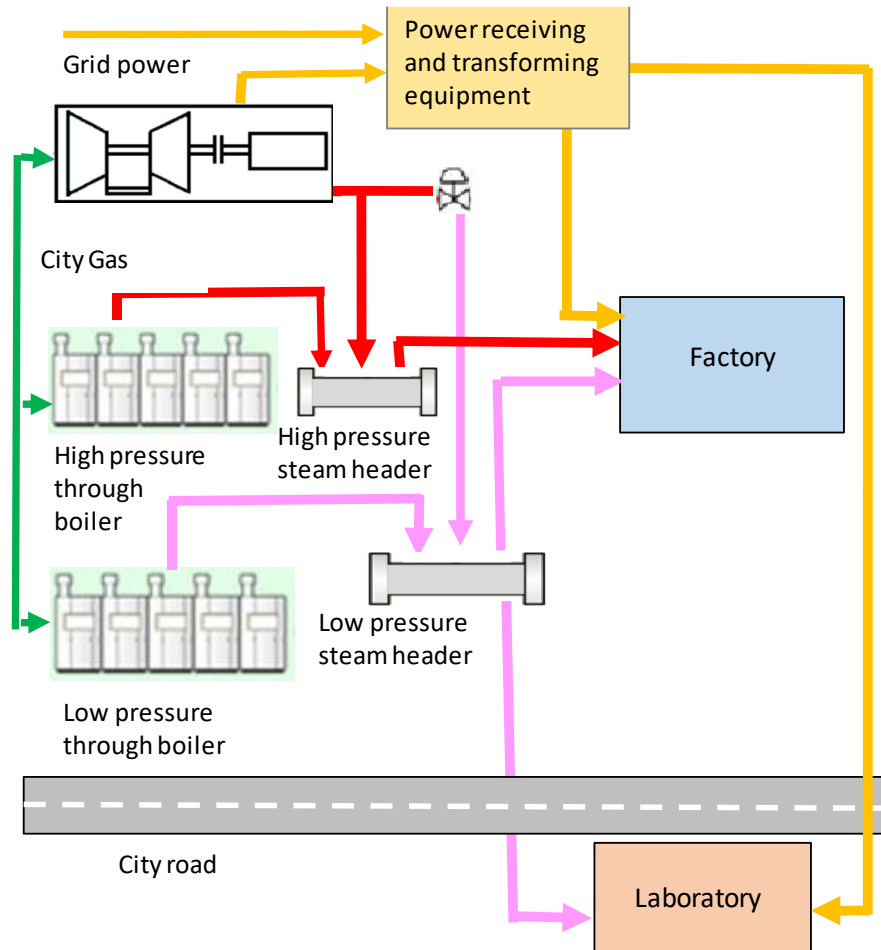 Power receiving
and transforming
equipment
Grid power
City Gas
Factory
High pressure
steam header
High pressure
through
boiler
Low pressure
steam header
Low pressure
through boiler
City road
Laboratory